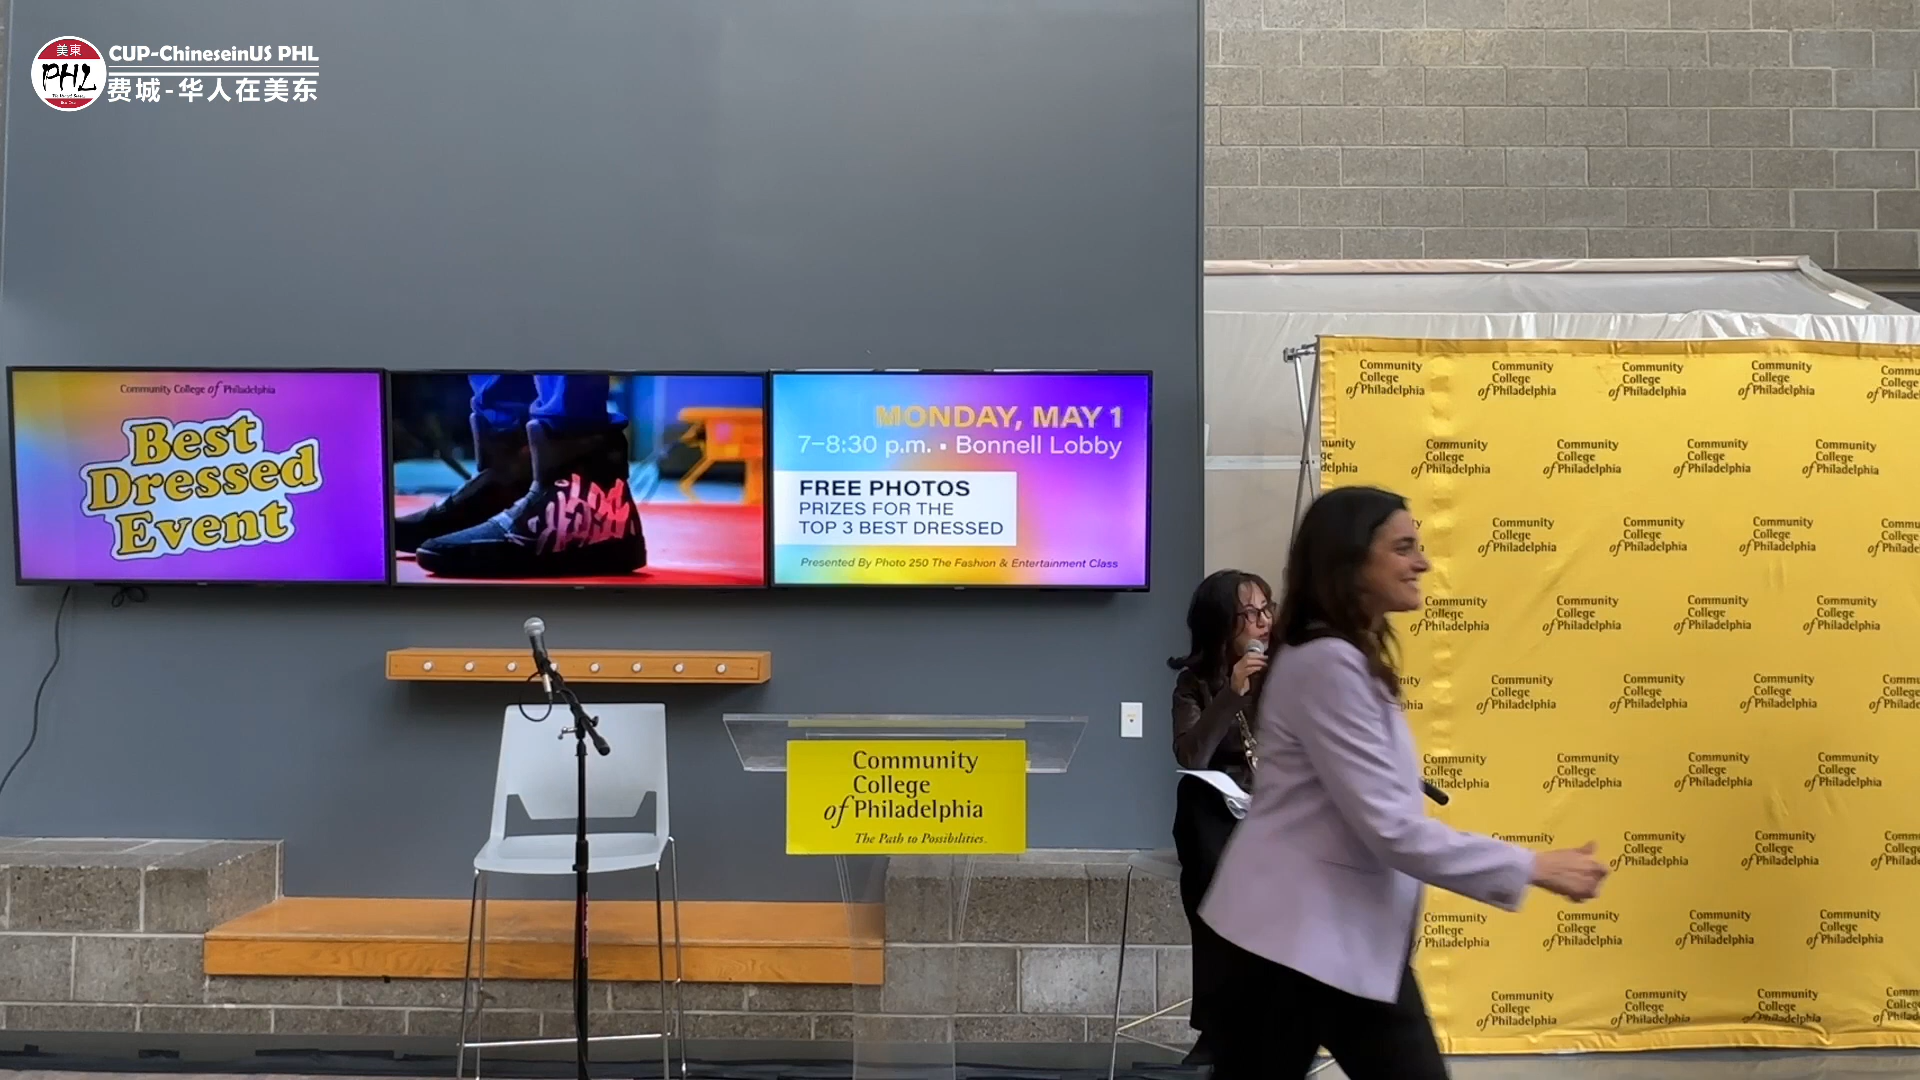 美東
PHL
CUP-ChineseinUS PHL
费城-华人在美东
Community College of Philadelphia
Best
Dressed
Event
MONDAY, MAY 1
7–8:30 p.m. ▪ Bonnell Lobby
FREE PHOTOS
PRIZES FOR THE
TOP 3 BEST DRESSED
Presented By Photo 250 The Fashion & Entertainment Class
Community
College
of Philadelphia
The Path to Possibilities.
Community
College
of Philadelphia